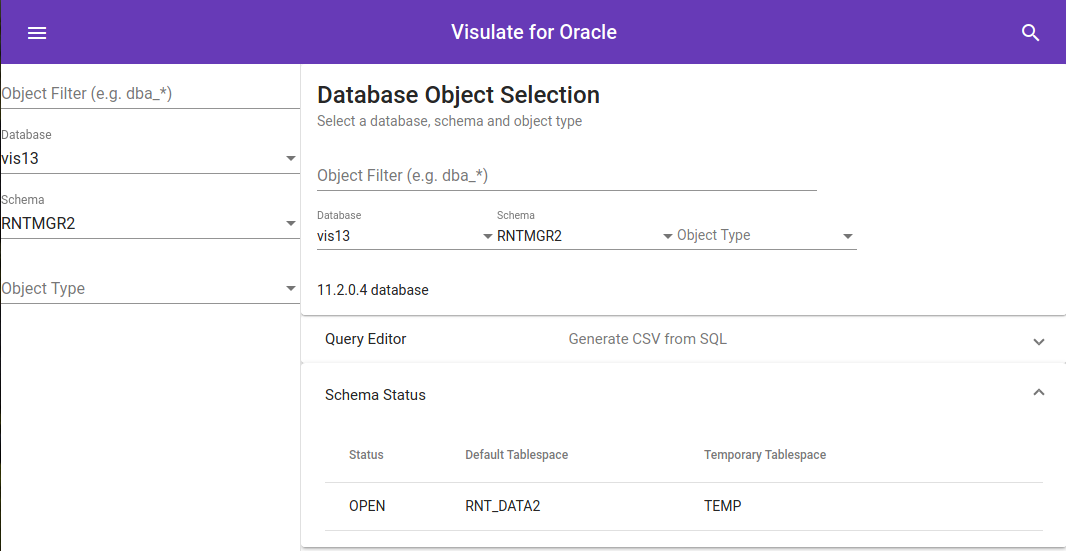 Visulate for Oracle
Object Filter (e.g. dba_*)
Database
vis13
Schema
RNTMGR2
Object Type
Database Object Selection
Select a database, schema and object type
Object Filter (e.g. dba_*)
Database Schema
vis13 RNTMGR2 Object Type
11.2.0.4 database
Query Editor Generate CSV from SQL
Schema Status
Status Default Tablespace Temporary Tablespace
OPEN RNT_DATA2 TEMP